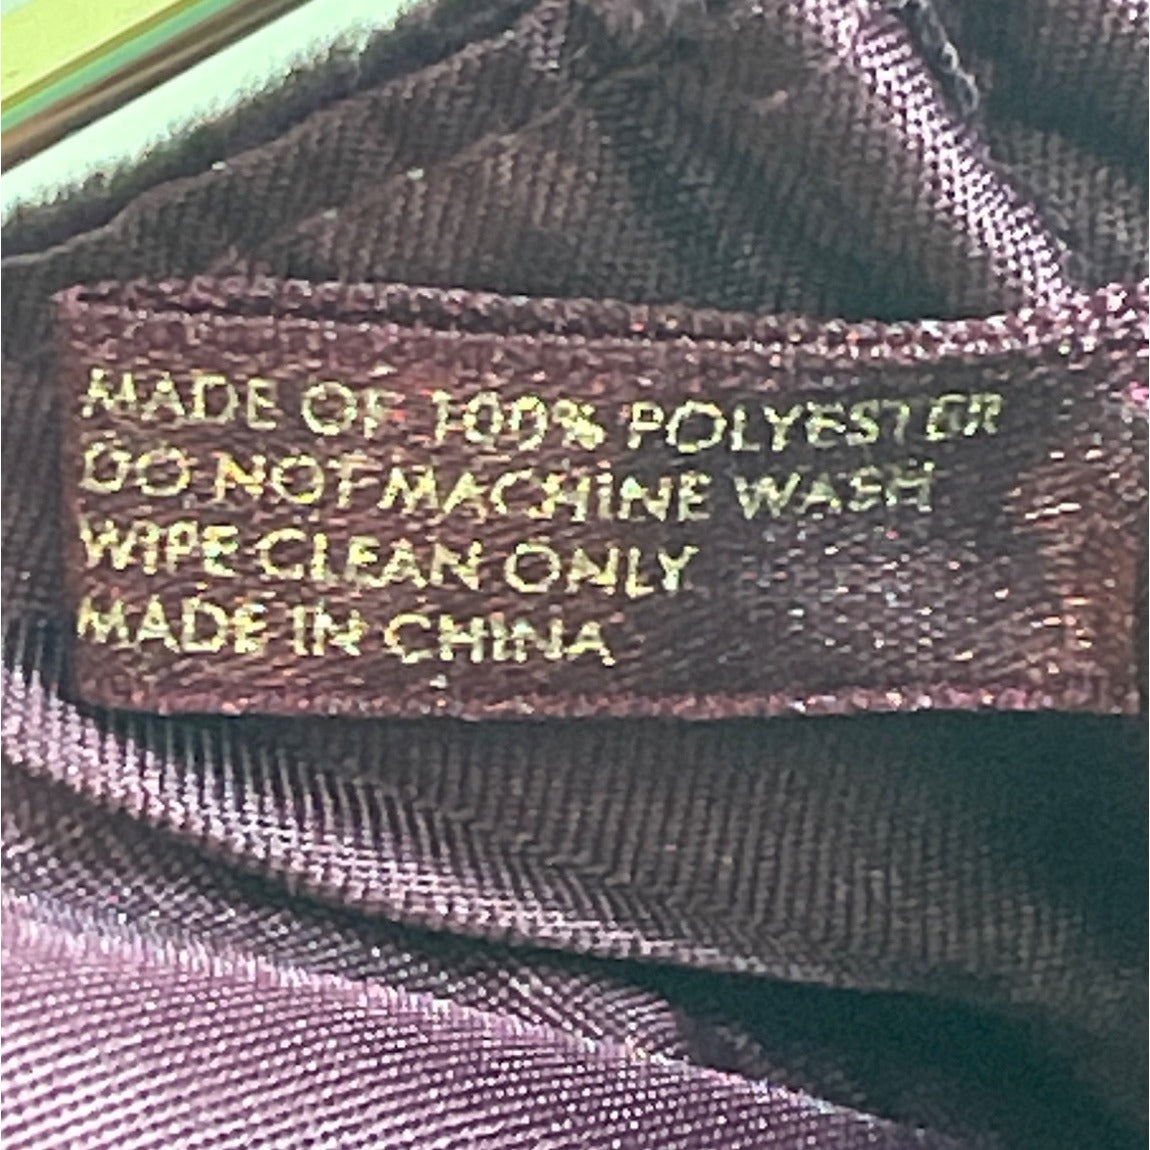 MADE OF 100% POLYESTER
DO NOT MACHINE WASH
WIPE CLEAN ONLY
MADE IN CHINA